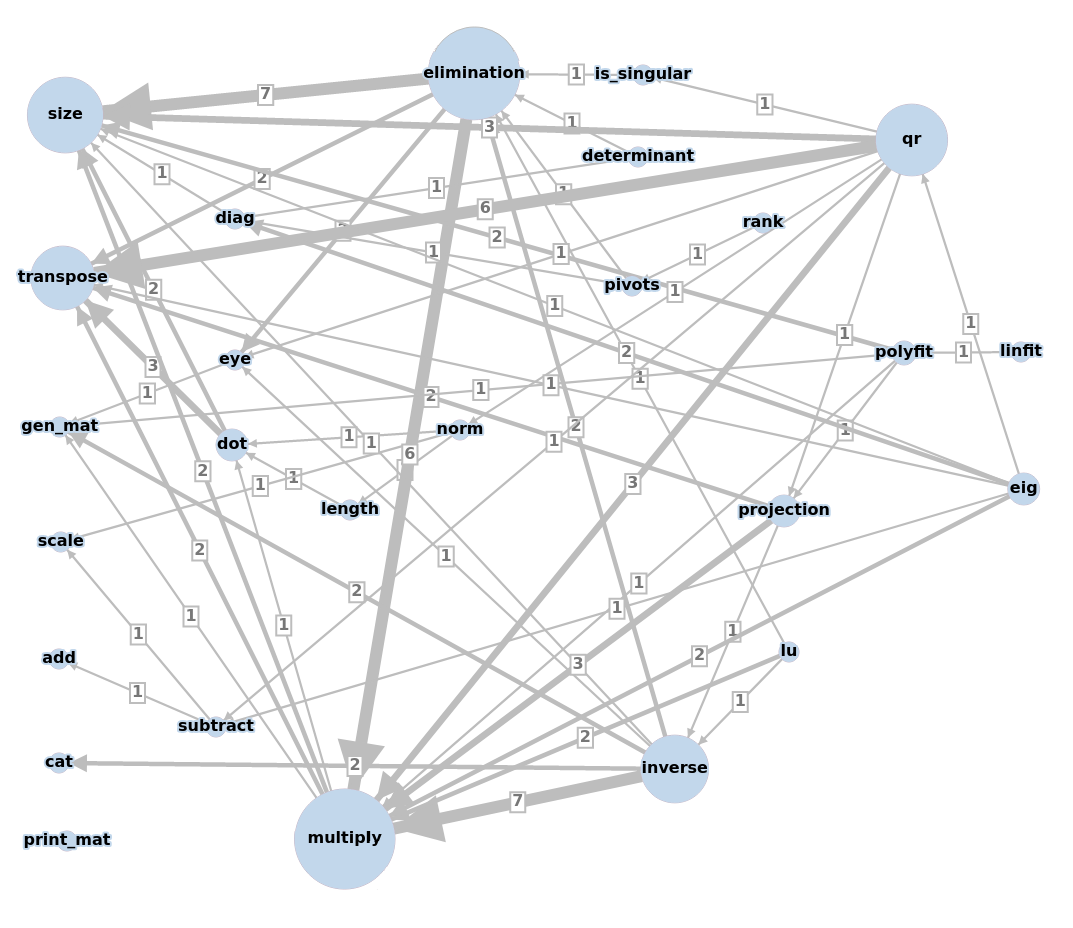 elimination
1
is_singular
7
1
size
3
1
qr
determinant
1
2
1
1
6
diag
rank
2
1
1
1
transpose
pivots
1
2
1
1
1
1
eye
3
2
polyfit
1
linfit
1
1
1
1
2
gen_mat
norm
2
1
dot
1
1
1
6
1
1
3
eig
length
projection
scale
2
1
2
1
1
1
1
1
1
1
add
2
lu
3
1
1
subtract
2
cat
2
inverse
7
print_mat
multiply